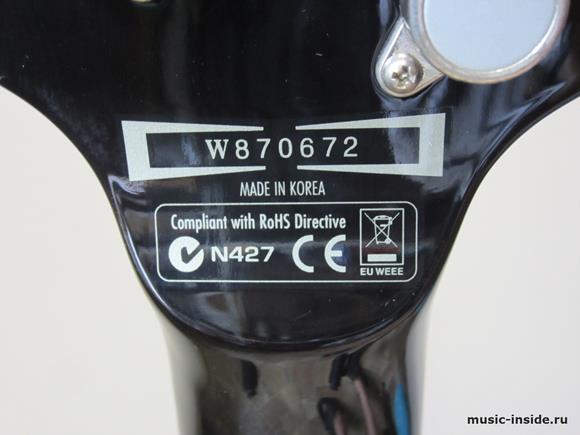 W870672
MADE IN KOREA
Compliant with RoHS Directive
N427 CE
EU WEEE
music-inside.ru